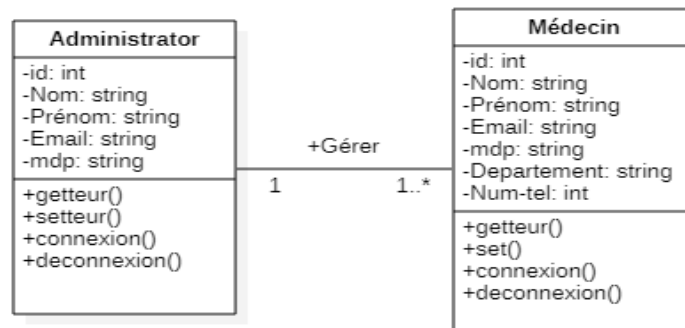 Administrator
-id: int
-Nom: string
-Prénom: string
-Email: string
-mdp: string
+getteur()
+setteur()
+connexion()
+deconnexion()
+Gérer
1
1..*
Médecin
-id: int
-Nom: string
-Prénom: string
-Email: string
-mdp: string
-Departement: string
-Num-tel: int
+getteur()
+set()
+connexion()
+deconnexion()